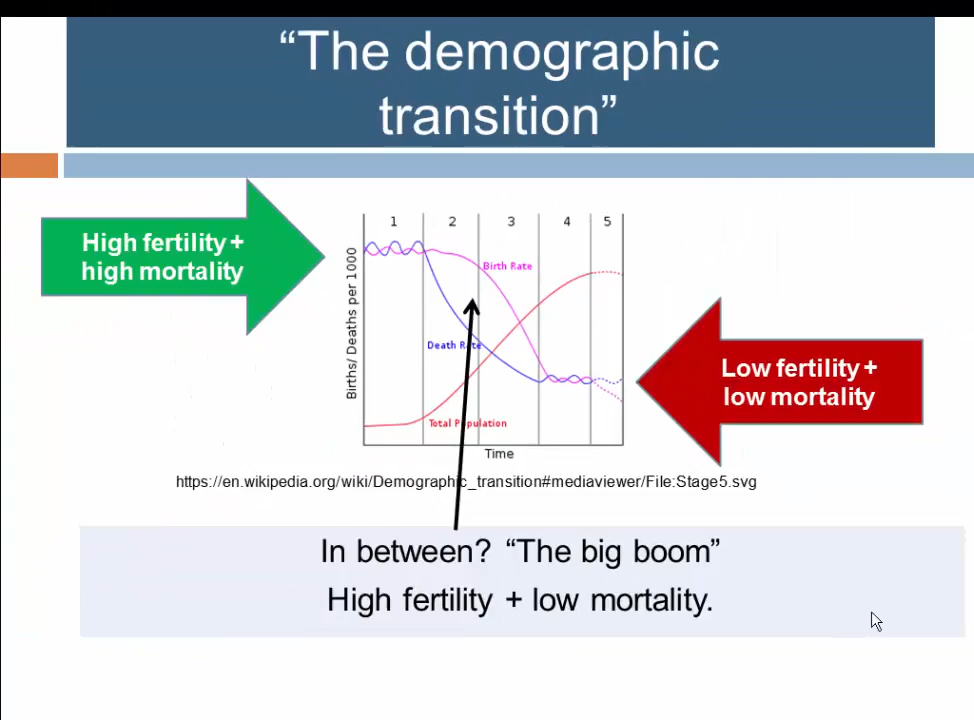 “The demographic
transition”
High fertility +
high mortality
1 2 3 4 5
Births/ Deaths per 1000
Birth Rate
Death Rate
Total Population
Time
Low fertility +
low mortality
https://en.wikipedia.org/wiki/Demographic_transition#mediaviewer/File:Stage5.svg
In between? “The big boom”
High fertility + low mortality.